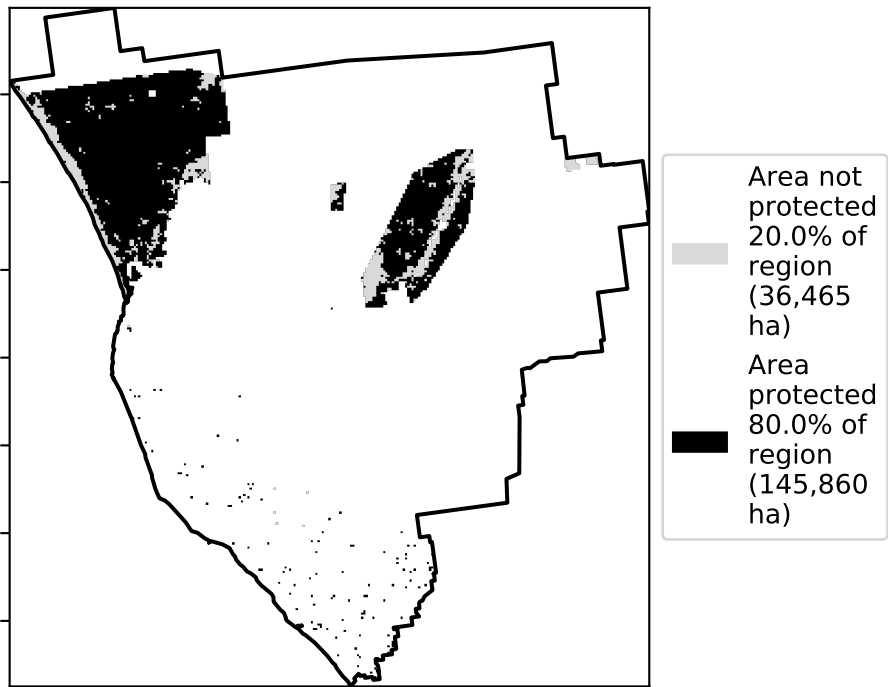 Area not
protected
20.0% of
region
(36,465
ha)
Area
protected
80.0% of
region
(145,860
ha)